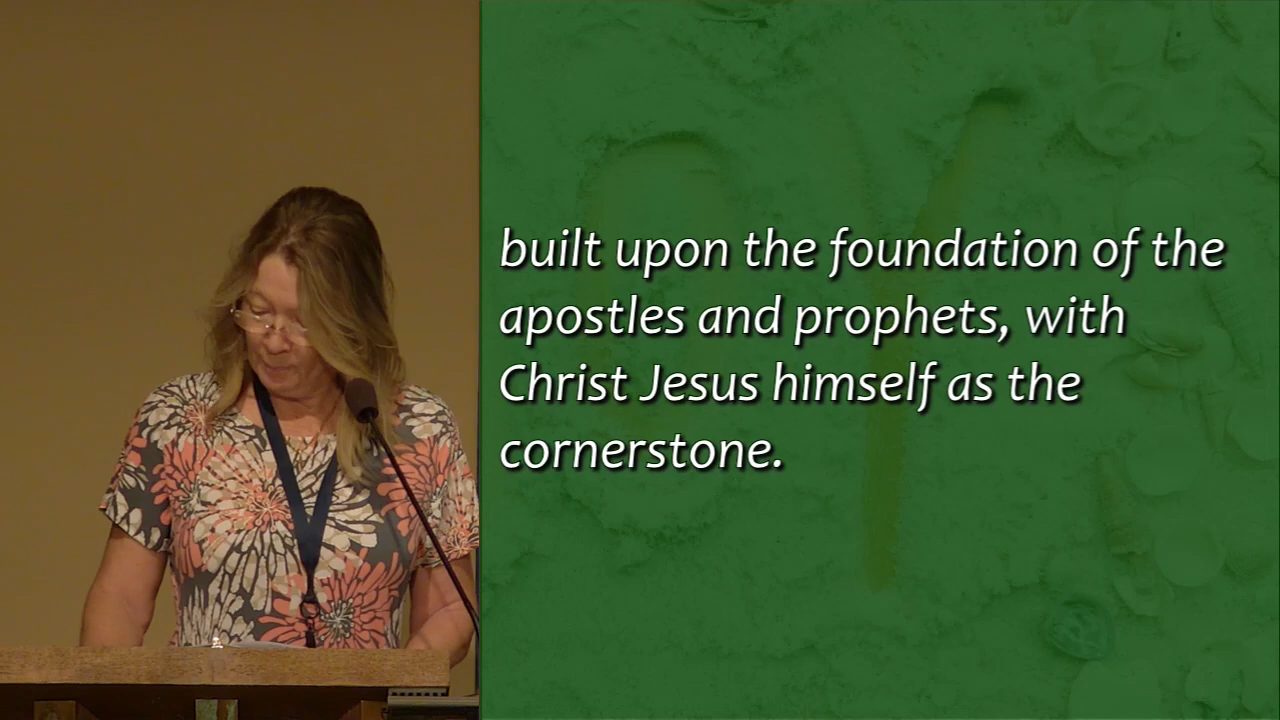 built upon the foundation of the
apostles and prophets, with
Christ Jesus himself as the
cornerstone.